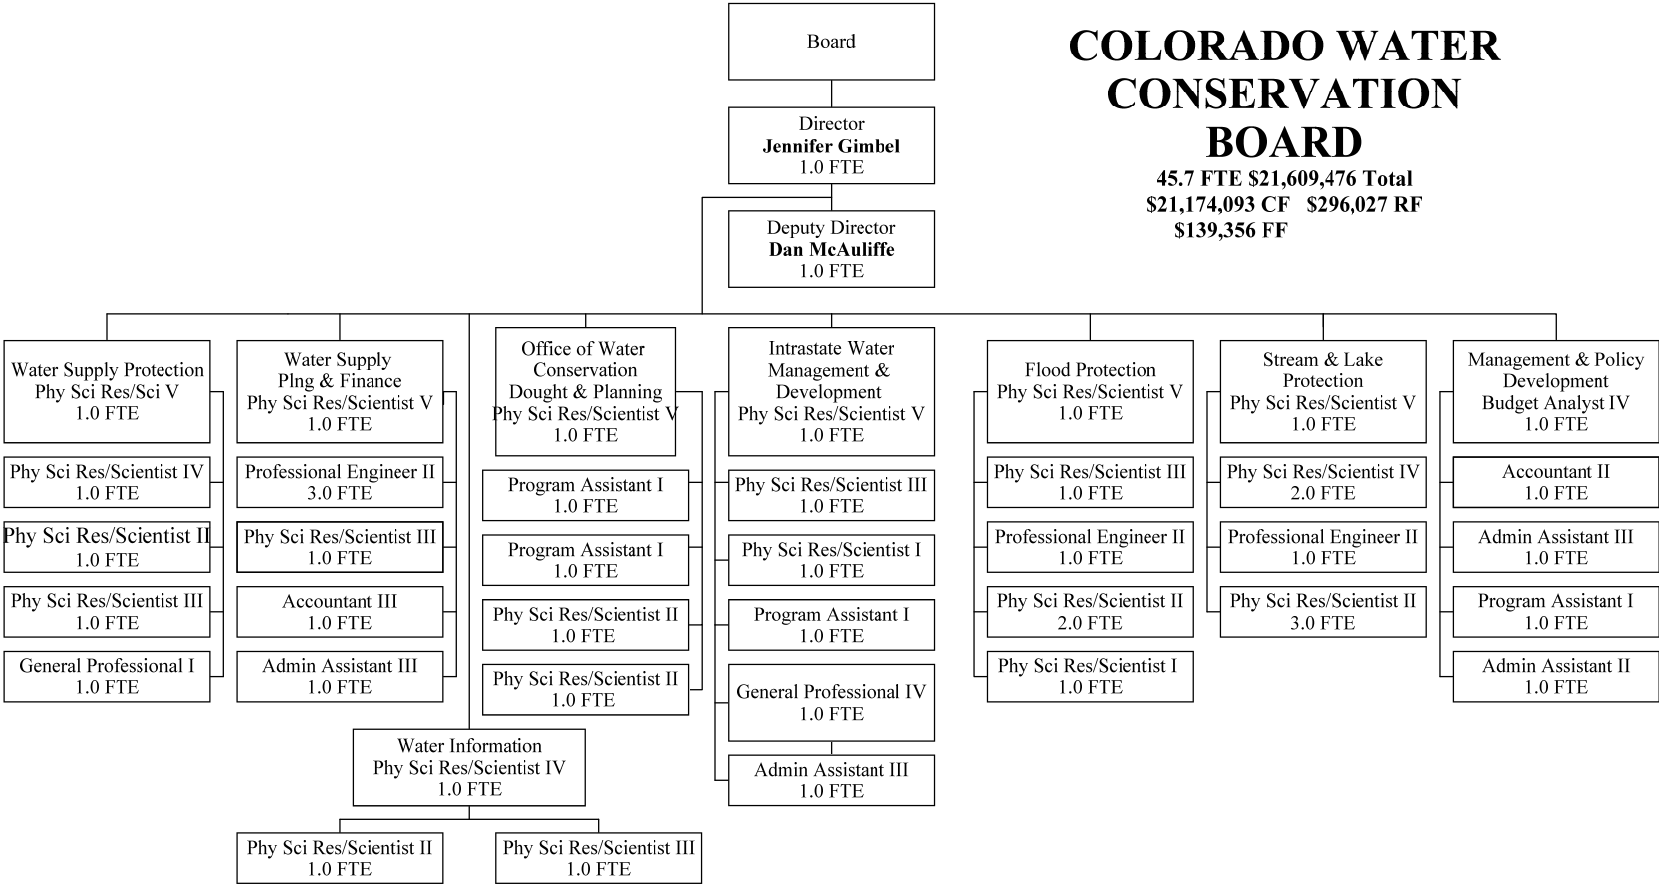 Board
COLORADO WATER
CONSERVATION
BOARD
45.7 FTE $21,609,476 Total
$21,174,093 CF $296,027 RF
$139,356 FF
Director
Jennifer Gimbel
1.0 FTE
Deputy Director
Dan McAuliffe
1.0 FTE
Water Supply Protection
Phy Sci Res/Sci V
1.0 FTE
Phy Sci Res/Scientist IV
1.0 FTE
Phy Sci Res/Scientist II
1.0 FTE
Phy Sci Res/Scientist III
1.0 FTE
General Professional I
1.0 FTE
Water Supply
Plng & Finance
Phy Sci Res/Scientist V
1.0 FTE
Professional Engineer II
3.0 FTE
Phy Sci Res/Scientist III
1.0 FTE
Accountant III
1.0 FTE
Admin Assistant III
1.0 FTE
Water Information
Phy Sci Res/Scientist IV
1.0 FTE
Phy Sci Res/Scientist II
1.0 FTE
Phy Sci Res/Scientist III
1.0 FTE
Office of Water
Conservation
Dought & Planning
Phy Sci Res/Scientist V
1.0 FTE
Program Assistant I
1.0 FTE
Program Assistant I
1.0 FTE
Phy Sci Res/Scientist II
1.0 FTE
Phy Sci Res/Scientist II
1.0 FTE
Intrastate Water
Management &
Development
Phy Sci Res/Scientist V
1.0 FTE
Phy Sci Res/Scientist III
1.0 FTE
Phy Sci Res/Scientist I
1.0 FTE
Program Assistant I
1.0 FTE
General Professional IV
1.0 FTE
Admin Assistant III
1.0 FTE
Flood Protection
Phy Sci Res/Scientist V
1.0 FTE
Phy Sci Res/Scientist III
1.0 FTE
Professional Engineer II
1.0 FTE
Phy Sci Res/Scientist II
2.0 FTE
Phy Sci Res/Scientist I
1.0 FTE
Stream & Lake
Protection
Phy Sci Res/Scientist V
1.0 FTE
Phy Sci Res/Scientist IV
2.0 FTE
Professional Engineer II
1.0 FTE
Phy Sci Res/Scientist II
3.0 FTE
Management & Policy
Development
Budget Analyst IV
1.0 FTE
Accountant II
1.0 FTE
Admin Assistant III
1.0 FTE
Program Assistant I
1.0 FTE
Admin Assistant II
1.0 FTE